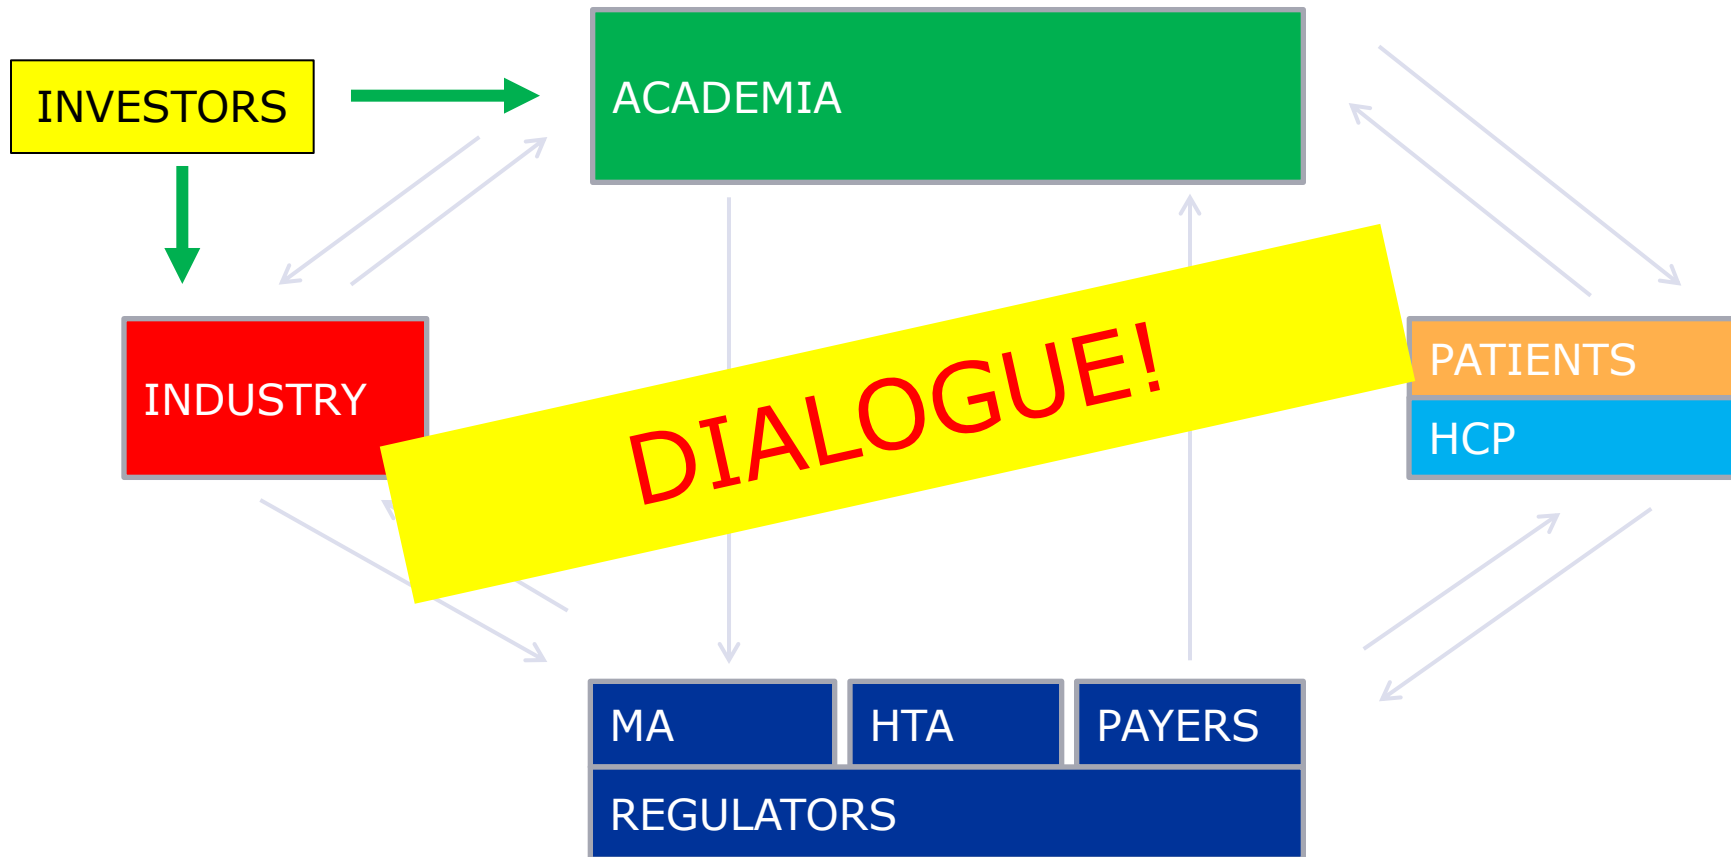 INVESTORS
ACADEMIA
INDUSTRY
DIALOGUE!
PATIENTS
HCP
MA
HTA
PAYERS
REGULATORS